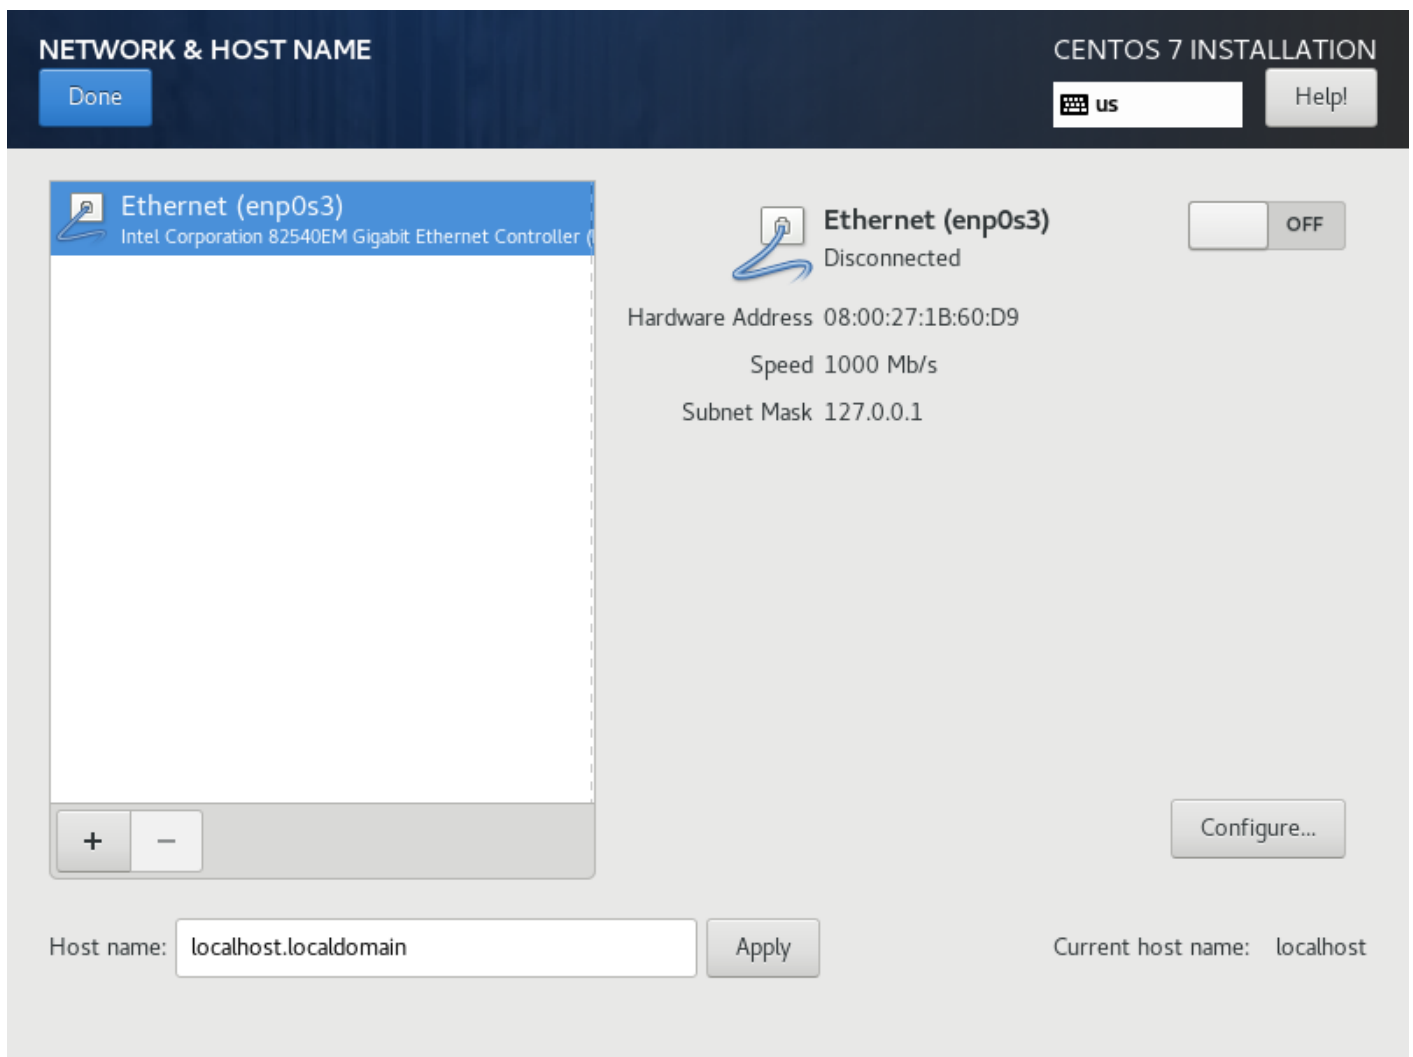 NETWORK & HOST NAME
CENTOS 7 INSTALLATION
Done
us
Help!
Ethernet (enp0s3)
Intel Corporation 82540EM Gigabit Ethernet Controller (
Ethernet (enp0s3)
OFF
Disconnected
Hardware Address 08:00:27:1B:60:D9
Speed 1000 Mb/s
Subnet Mask 127.0.0.1
+ −
Configure...
Host name: localhost.localdomain Apply
Current host name: localhost